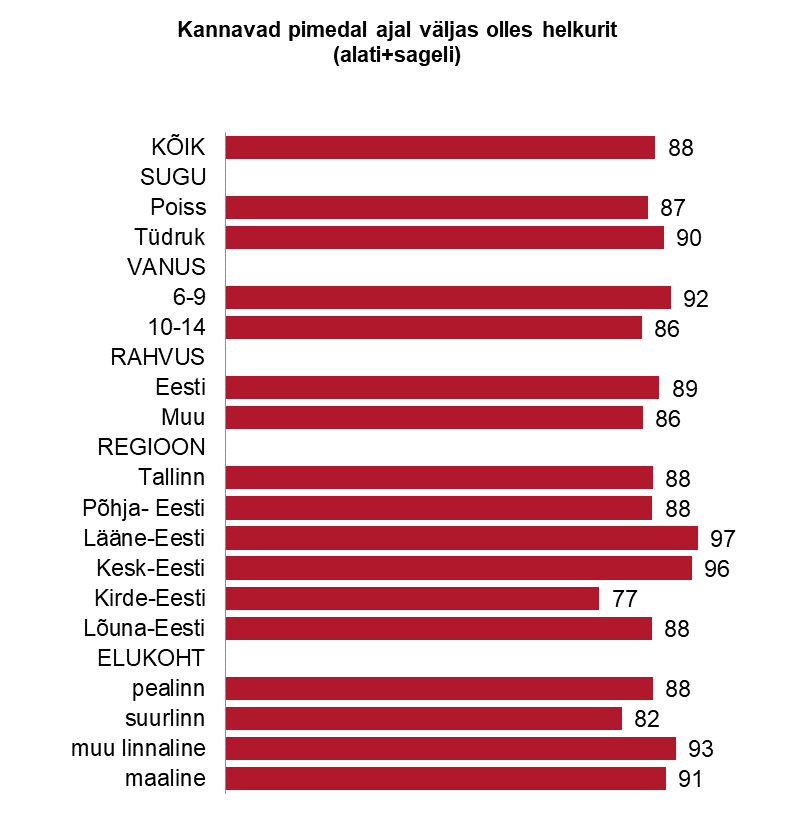 Kannavad pimedal ajal väljas olles helkurit
(alati+sageli)
KÕIK 88
SUGU
Poiss 87
Tüdruk 90
VANUS
6-9 92
10-14 86
RAHVUS
Eesti 89
Muu 86
REGIOON
Tallinn 88
Põhja- Eesti 88
Lääne-Eesti 97
Kesk-Eesti 96
Kirde-Eesti 77
Lõuna-Eesti 88
ELUKOHT
pealinn 88
suurlinn 82
muu linnaline 93
maaline 91